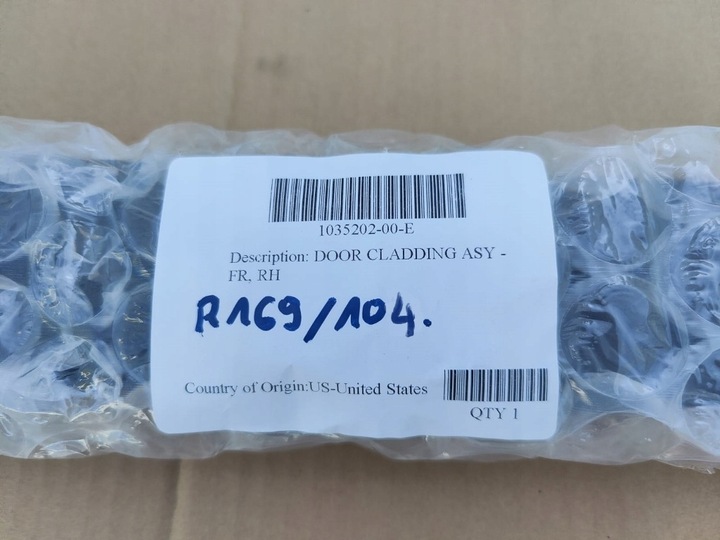 1035202-00-E
Description: DOOR CLADDING ASY -
FR, RH
R169/104.
Country of Origin:US-United States
QTY 1